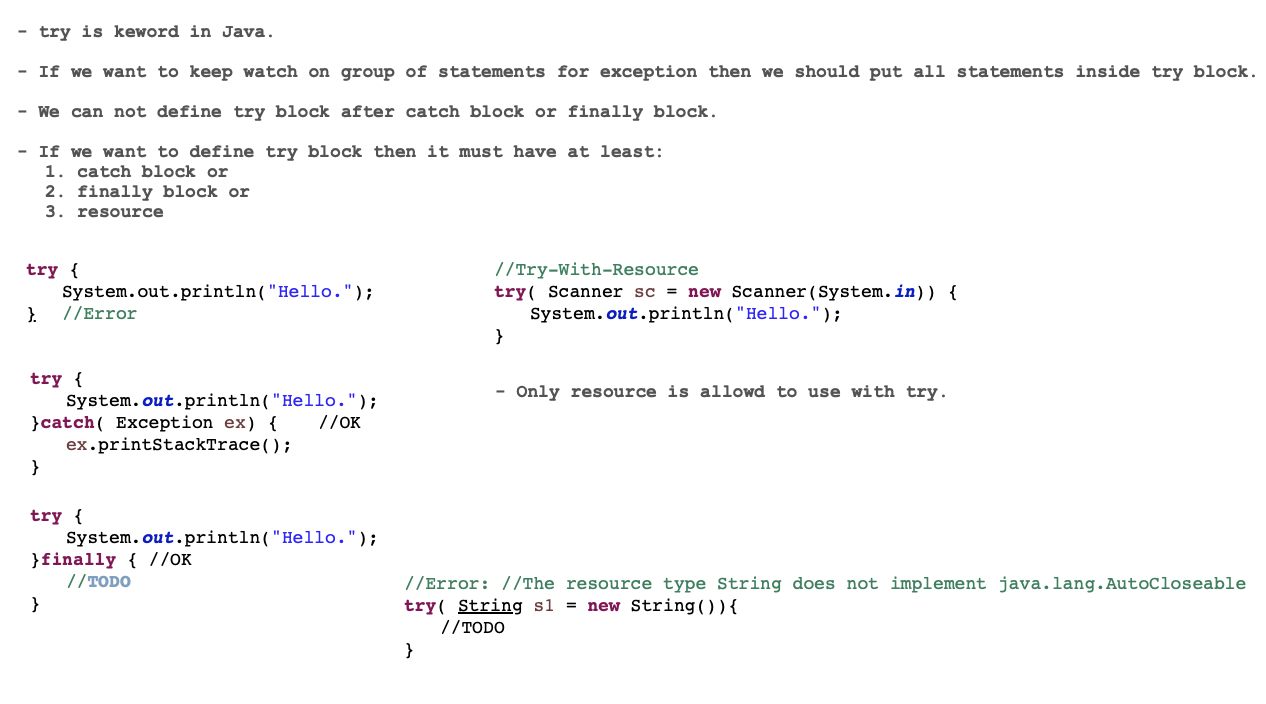 - try is keword in Java.
- If we want to keep watch on group of statements for exception then we should put all statements inside try block.
- We can not define try block after catch block or finally block.
- If we want to define try block then it must have at least:
1. catch block or
2. finally block or
3. resource
try {
System.out.println("Hello.");
} //Error
try {
System.out.println("Hello.");
}catch( Exception ex) { //OK
ex.printStackTrace();
}
try {
System.out.println("Hello.");
}finally { //OK
//TODO
}
//Try-With-Resource
try( Scanner sc = new Scanner(System.in)) {
System.out.println("Hello.");
}
- Only resource is allowd to use with try.
//Error: //The resource type String does not implement java.lang.AutoCloseable
try( String s1 = new String()){
//TODO
}